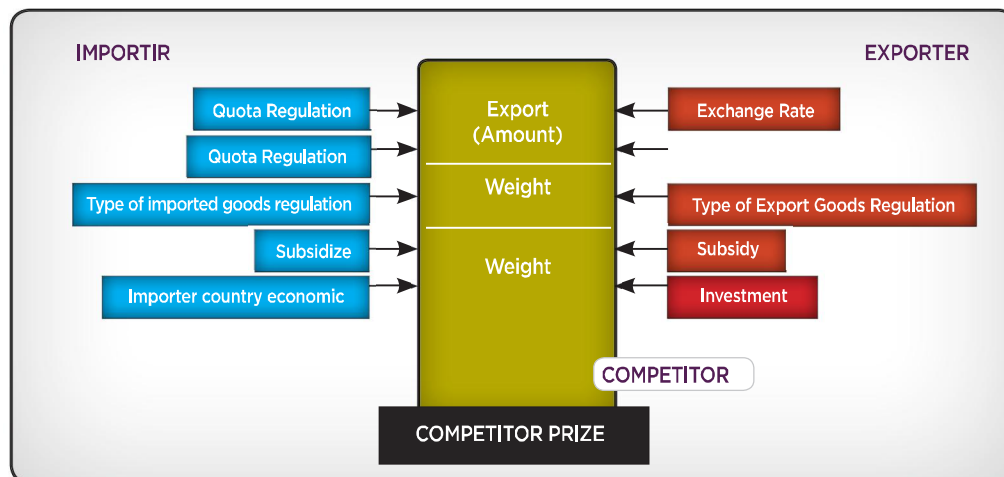 IMPORTIR
EXPORTER
Quota Regulation
Export
(Amount)
Exchange Rate
Quota Regulation
Type of imported goods regulation
Weight
Type of Export Goods Regulation
Subsidize
Weight
Subsidy
Importer country economic
Investment
COMPETITOR
COMPETITOR PRIZE